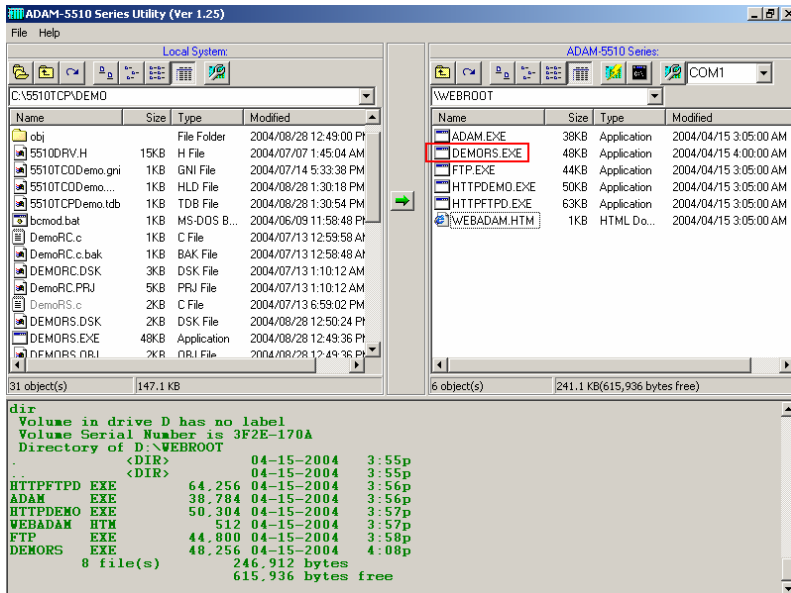 ADAM-5510 Series Utility (Ver 1.25)
File Help
Local System:
C:\5510TCP\DEMO
Name Size Type Modified
obj File Folder 2004/08/28 12:49:00 PM
5510DRV.H 15KB H File 2004/07/07 1:45:04 AM
5510TCODemo.gni 1KB GNI File 2004/07/14 5:33:38 PM
5510TCODemo.... 1KB HLD File 2004/08/28 1:30:18 PM
5510TCPDemo.tdb 1KB TDB File 2004/08/28 1:30:54 PM
bcmod.bat 1KB MS-DOS B... 2004/06/09 11:58:48 PM
DemoRC.c 1KB C File 2004/07/13 12:59:58 AM
DemoRC.c.bak 1KB BAK File 2004/07/13 12:58:48 AM
DEMORC.DSK 3KB DSK File 2004/07/13 1:10:12 AM
DemoRC.PRJ 5KB PRJ File 2004/07/13 1:10:12 AM
DemoRS.c 2KB C File 2004/07/13 6:59:02 PM
DEMORS.DSK 2KB DSK File 2004/08/28 12:50:24 PM
DEMORS.EXE 48KB Application 2004/08/28 12:49:36 PM
DEMORS.OBJ 2KB OBJ File 2004/08/28 12:49:36 PM
31 object(s) 147.1 KB
ADAM-5510 Series:
COM1
\WEBROOT
Name Size Type Modified
ADAM.EXE 38KB Application 2004/04/15 3:05:00 AM
DEMORS.EXE 48KB Application 2004/04/15 4:00:00 AM
FTP.EXE 44KB Application 2004/04/15 3:05:00 AM
HTTPDEMO.EXE 50KB Application 2004/04/15 3:05:00 AM
HTTPFTPD.EXE 63KB Application 2004/04/15 3:05:00 AM
WEBADAM.HTM 1KB HTML Do... 2004/04/15 3:05:00 AM
6 object(s) 241.1 KB(615,936 bytes free)
dir
Volume in drive D has no label
Volume Serial Number is 3F2E-170A
Directory of D:\WEBROOT
. <DIR> 04-15-2004 3:55p
.. <DIR> 04-15-2004 3:55p
HTTPFTPD EXE 64,256 04-15-2004 3:56p
ADAM EXE 38,784 04-15-2004 3:56p
HTTPDEMO EXE 50,304 04-15-2004 3:57p
WEBADAM HTM 512 04-15-2004 3:57p
FTP EXE 44,800 04-15-2004 3:58p
DEMORS EXE 48,256 04-15-2004 4:08p
8 file(s) 246,912 bytes
615,936 bytes free